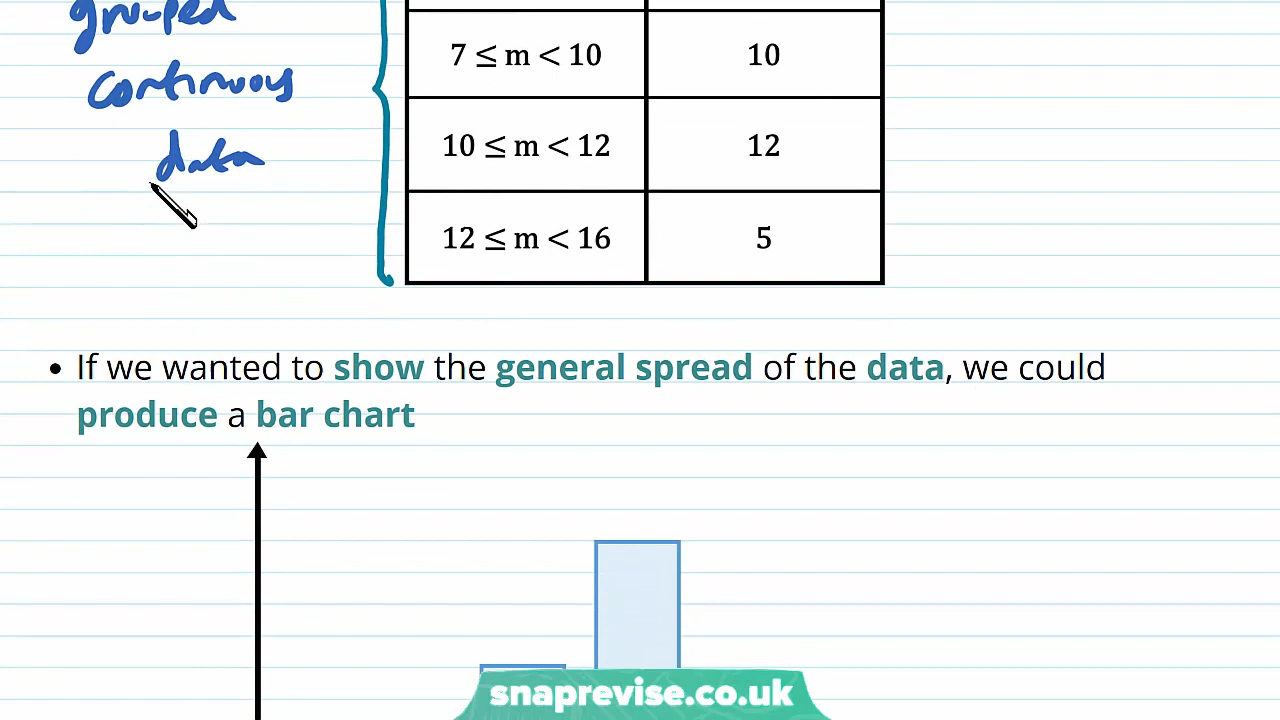 grouped
continuous
data
7 ≤ m < 10 10
10 ≤ m < 12 12
12 ≤ m < 16 5
• If we wanted to show the general spread of the data, we could
produce a bar chart
snaprevise.co.uk